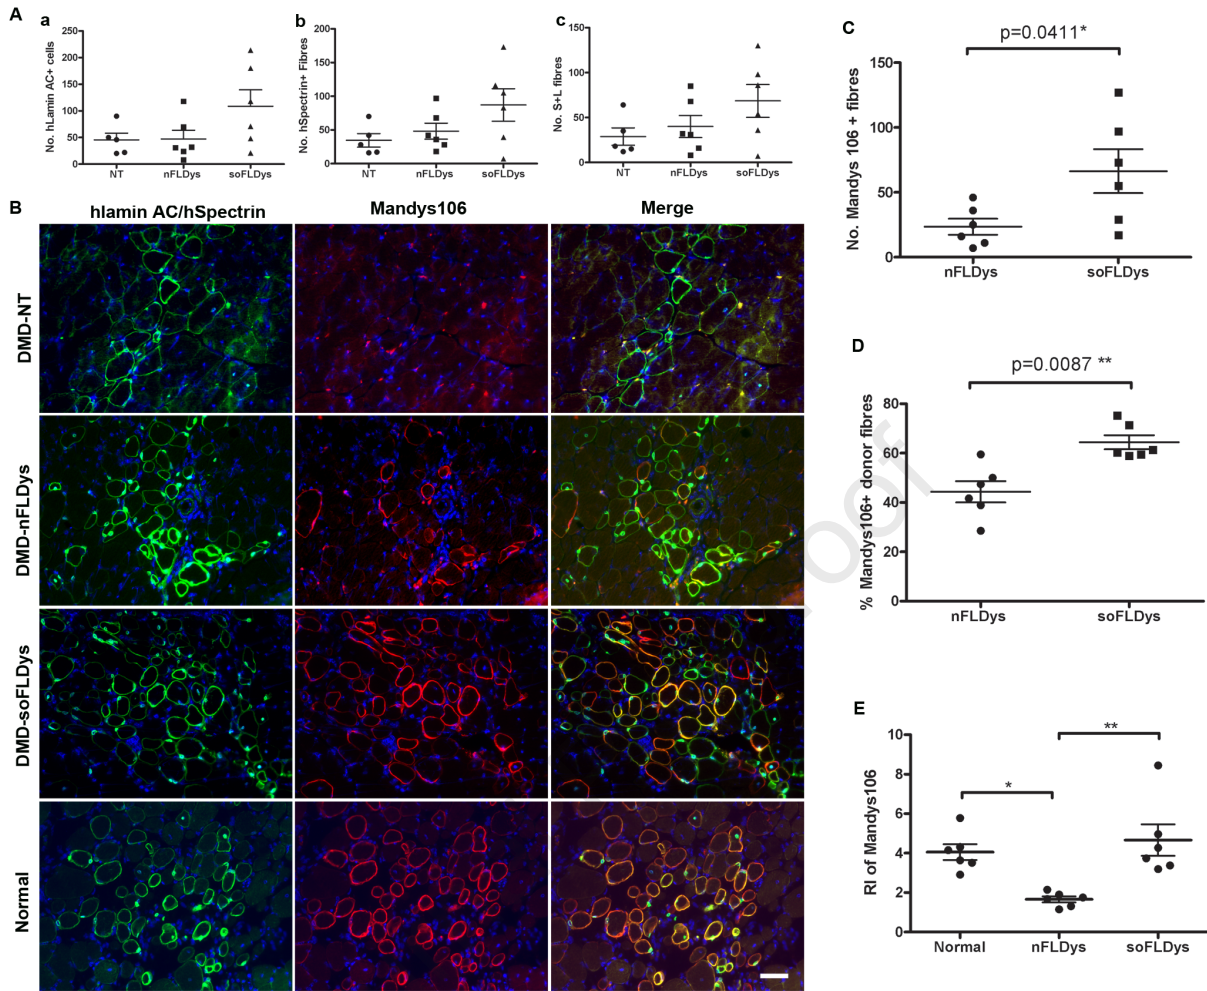 A
a
No. hLamin AC+ cells
250
200
150
100
50
0
NT
nFLDys
soFLDys
b
No. hSpectrin+ Fibres
200
150
100
50
0
NT
nFLDys
soFLDys
c
No. S+L fibres
150
100
50
0
NT
nFLDys
soFLDys
B
hlamin AC/hSpectrin
Mandys106
Merge
DMD-NT
DMD-nFLDys
DMD-soFLDys
Normal
C
p=0.0411*
No. Mandys 106 + fibres
150
100
50
0
nFLDys
soFLDys
D
p=0.0087 **
% Mandys106+ donor fibres
80
60
40
20
0
nFLDys
soFLDys
E
**
*
RI of Mandys106
10
8
6
4
2
0
Normal
nFLDys
soFLDys
roof